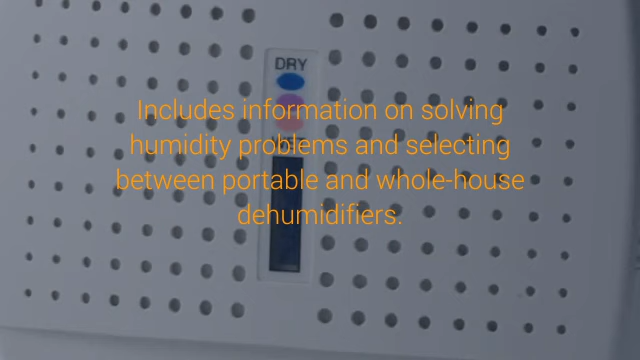 DRY
Includes information on solving
humidity problems and selecting
between portable and whole-house
dehumidifiers.